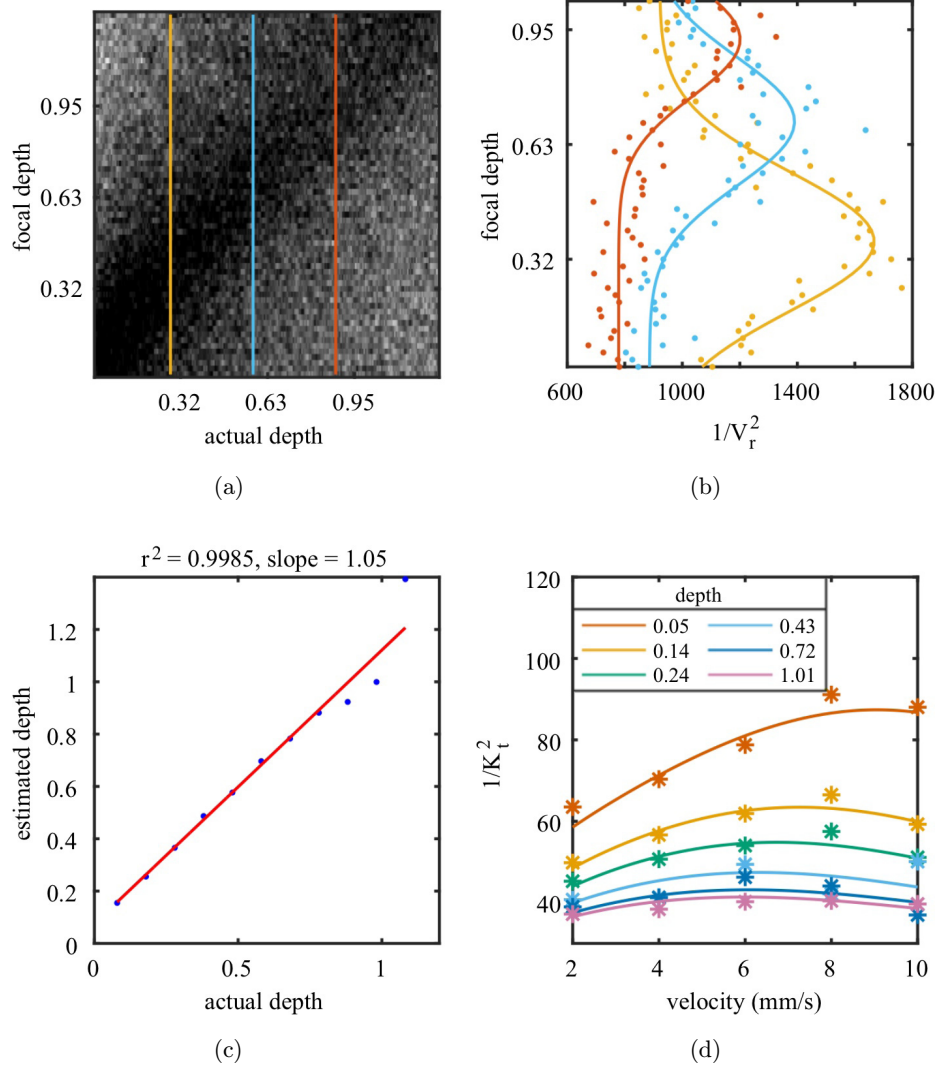 0.95
0.63
0.32
focal depth
0.32 0.63 0.95
actual depth
(a)
0.95
0.63
0.32
focal depth
600 1000 1400 1800
1/V_r^2
(b)
r^2 = 0.9985, slope = 1.05
1.2
1
0.8
0.6
0.4
0.2
0
estimated depth
0 0.5 1
actual depth
(c)
120
100
80
60
40
1/K_t^2
depth
0.05 0.43
0.14 0.72
0.24 1.01
2 4 6 8 10
velocity (mm/s)
(d)